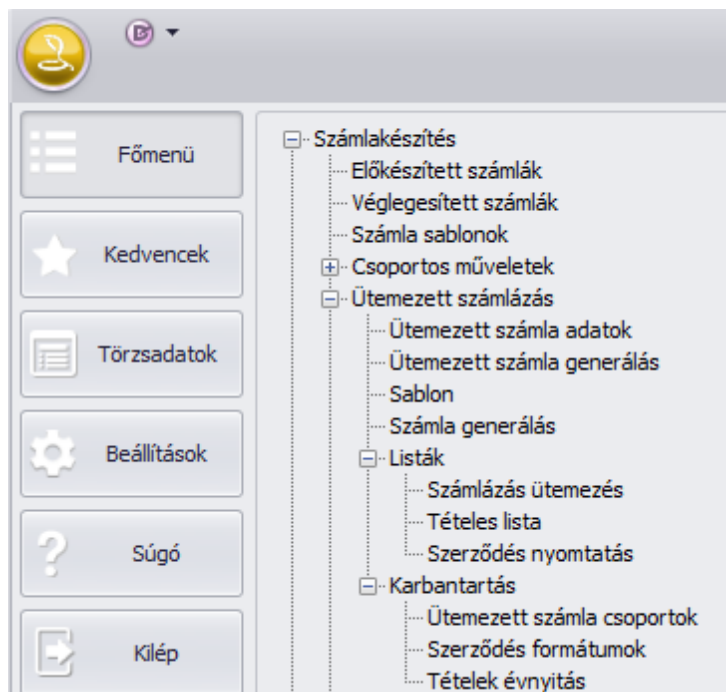 Főmenü
Kedvencek
Törzsadatok
Beállítások
Súgó
Kilép
Számlakészítés
Előkészített számlák
Véglegesített számlák
Számla sablonok
Csoportos műveletek
Ütemezett számlázás
Ütemezett számla adatok
Ütemezett számla generálás
Sablon
Számla generálás
Listák
Számlázás ütemezés
Tételes lista
Szerződés nyomtatás
Karbantartás
Ütemezett számla csoportok
Szerződés formátumok
Tételek évnyitás